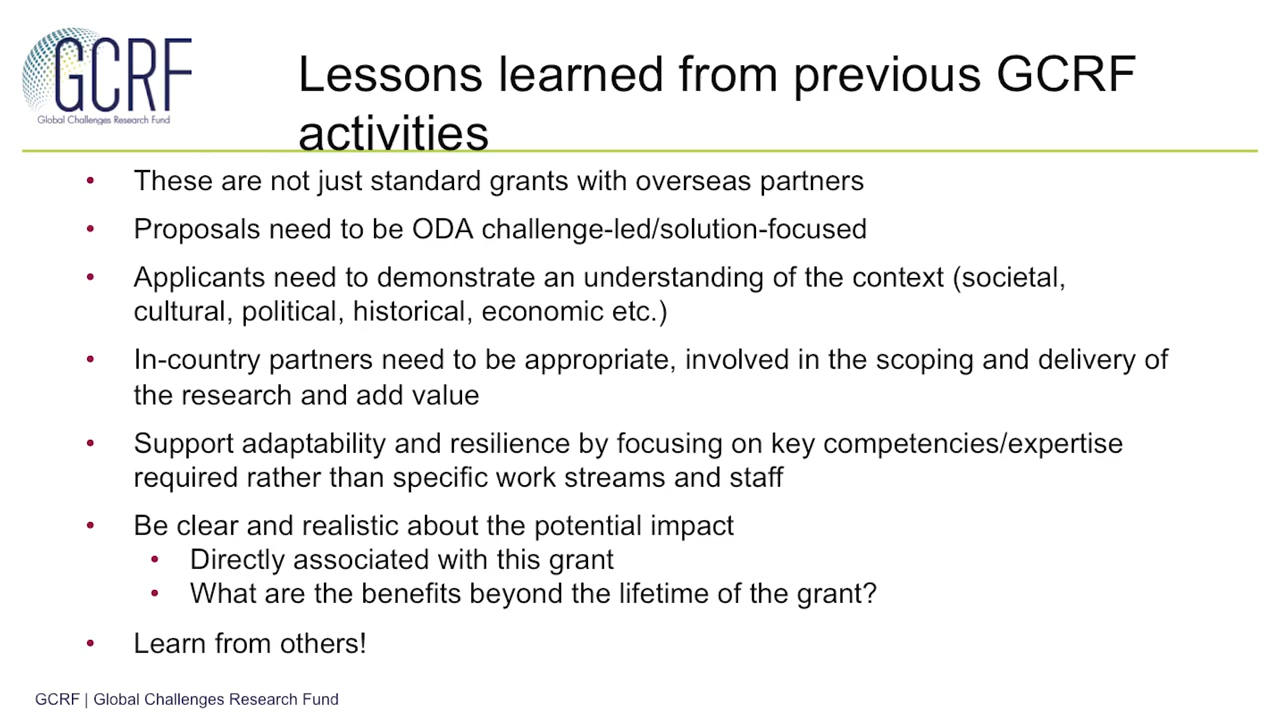 GCRF
Global Challenges Research Fund
Lessons learned from previous GCRF
activities
• These are not just standard grants with overseas partners
• Proposals need to be ODA challenge-led/solution-focused
• Applicants need to demonstrate an understanding of the context (societal,
cultural, political, historical, economic etc.)
• In-country partners need to be appropriate, involved in the scoping and delivery of
the research and add value
• Support adaptability and resilience by focusing on key competencies/expertise
required rather than specific work streams and staff
• Be clear and realistic about the potential impact
• Directly associated with this grant
• What are the benefits beyond the lifetime of the grant?
• Learn from others!
GCRF | Global Challenges Research Fund